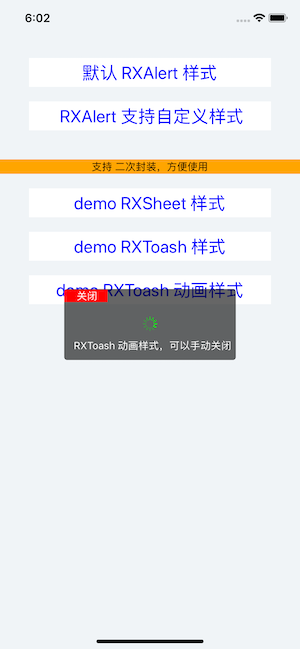 6:02
默认 RXAlert 样式
RXAlert 支持自定义样式
支持 二次封装，方便使用
demo RXSheet 样式
demo RXToash 样式
demo RXToash 动画样式
关闭
RXToash 动画样式，可以手动关闭